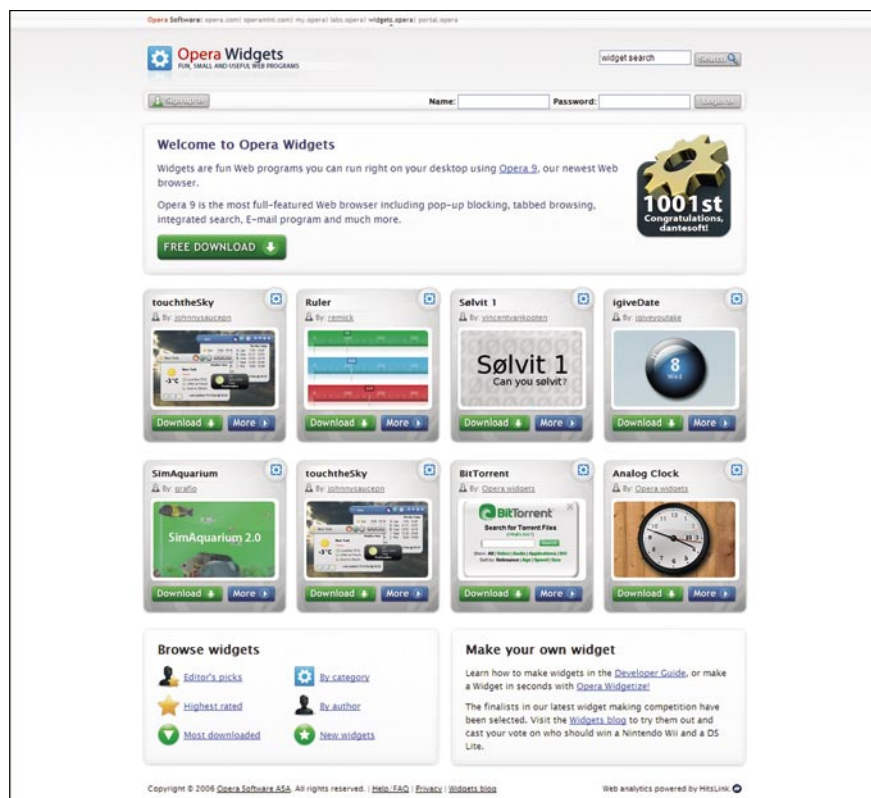 Opera Software: opera.com| operamini.com| my.opera| labs.opera| widgets.opera| portal.opera
Opera Widgets
FUN, SMALL AND USEFUL WEB PROGRAMS
widget search
Search
Name:
Password:
Welcome to Opera Widgets
Widgets are fun Web programs you can run right on your desktop using Opera 9, our newest Web
browser.
Opera 9 is the most full-featured Web browser including pop-up blocking, tabbed browsing,
integrated search, E-mail program and much more.
FREE DOWNLOAD
1001st
Congratulations,
dantesoft!
touchtheSky
By: johnnysaucepn
-3°C
Download
More
Ruler
By: remick
Download
More
Sølvit 1
By: vincentvankooten
Sølvit 1
Can you sølvit?
Download
More
igiveDate
By: igiveyoutake
8
Wed
Download
More
SimAquarium
By: grafio
SimAquarium 2.0
Download
More
touchtheSky
By: johnnysaucepn
-3°C
Download
More
BitTorrent
By: Opera widgets
BitTorrent
Search for Torrent Files
Download
More
Analog Clock
By: Opera widgets
Download
More
Browse widgets
Editor's picks
By category
Highest rated
By author
Most downloaded
New widgets
Make your own widget
Learn how to make widgets in the Developer Guide, or make
a Widget in seconds with Opera Widgetize!
The finalists in our latest widget making competition have
been selected. Visit the Widgets blog to try them out and
cast your vote on who should win a Nintendo Wii and a DS
Lite.
Copyright © 2006 Opera Software ASA. All rights reserved. | Help/FAQ | Privacy | Widgets blog
Web analytics powered by HitsLink.